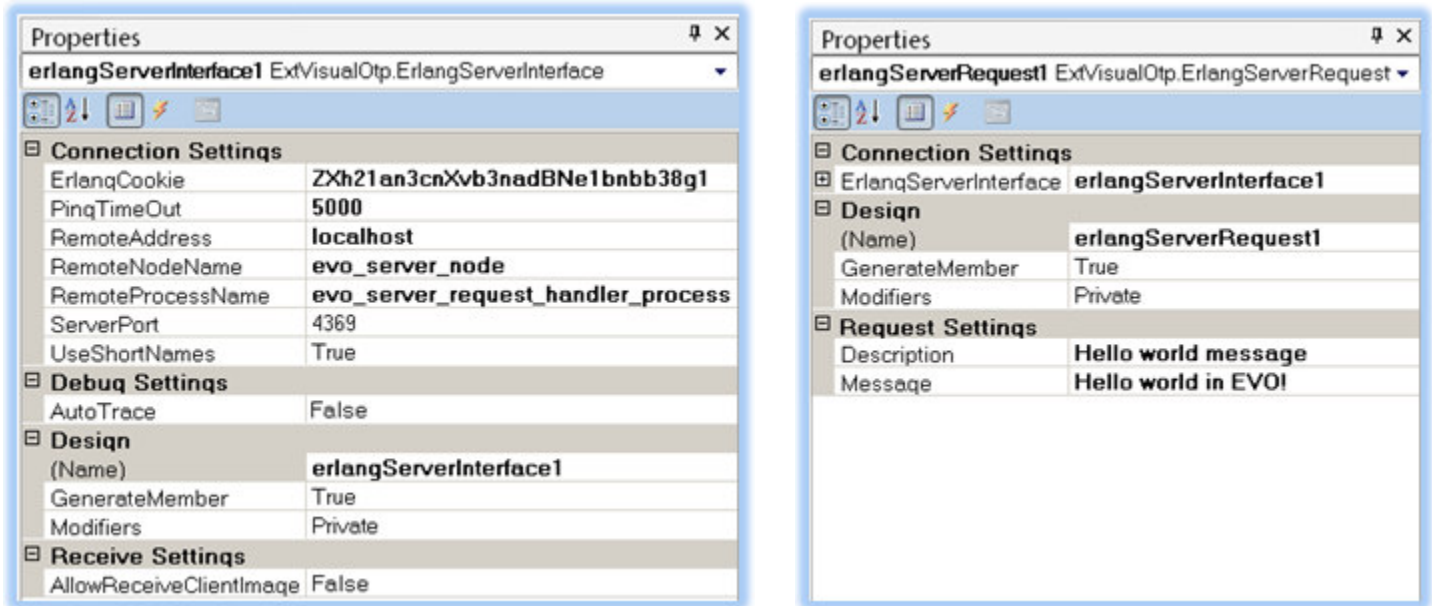 Properties
erlangServerInterface1 ExtVisualOtp.ErlangServerInterface
Connection Settings
ErlangCookie ZXh21an3cnXvb3nadBNe1bnbb38g1
PingTimeOut 5000
RemoteAddress localhost
RemoteNodeName evo_server_node
RemoteProcessName evo_server_request_handler_process
ServerPort 4369
UseShortNames True
Debug Settings
AutoTrace False
Design
(Name) erlangServerInterface1
GenerateMember True
Modifiers Private
Receive Settings
AllowReceiveClientImage False
Properties
erlangServerRequest1 ExtVisualOtp.ErlangServerRequest
Connection Settings
ErlangServerInterface erlangServerInterface1
Design
(Name) erlangServerRequest1
GenerateMember True
Modifiers Private
Request Settings
Description Hello world message
Message Hello world in EVO!